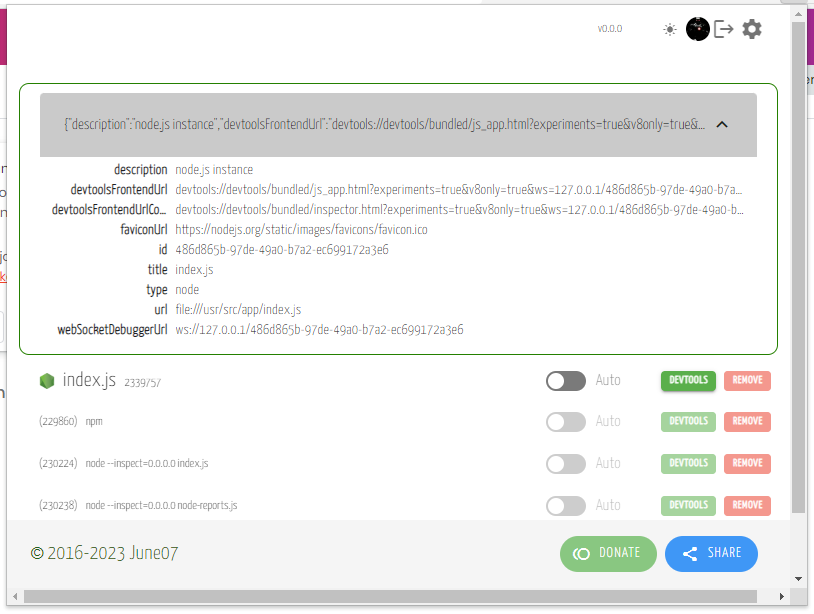 v0.0.0
{"description":"node.js instance","devtoolsFrontendUrl":"devtools://devtools/bundled/js_app.html?experiments=true&v8only=true&...
description node.js instance
devtoolsFrontendUrl devtools://devtools/bundled/js_app.html?experiments=true&v8only=true&ws=127.0.0.1/486d865b-97de-49a0-b7a...
devtoolsFrontendUrlCo... devtools://devtools/bundled/inspector.html?experiments=true&v8only=true&ws=127.0.0.1/486d865b-97de-49a0-b...
faviconUrl https://nodejs.org/static/images/favicons/favicon.ico
id 486d865b-97de-49a0-b7a2-ec699172a3e6
title index.js
type node
url file:///usr/src/app/index.js
webSocketDebuggerUrl ws://127.0.0.1/486d865b-97de-49a0-b7a2-ec699172a3e6
index.js 2339757 Auto DEVTOOLS REMOVE
(229860) npm Auto DEVTOOLS REMOVE
(230224) node --inspect=0.0.0.0 index.js Auto DEVTOOLS REMOVE
(230238) node --inspect=0.0.0.0 node-reports.js Auto DEVTOOLS REMOVE
© 2016-2023 June07 DONATE SHARE